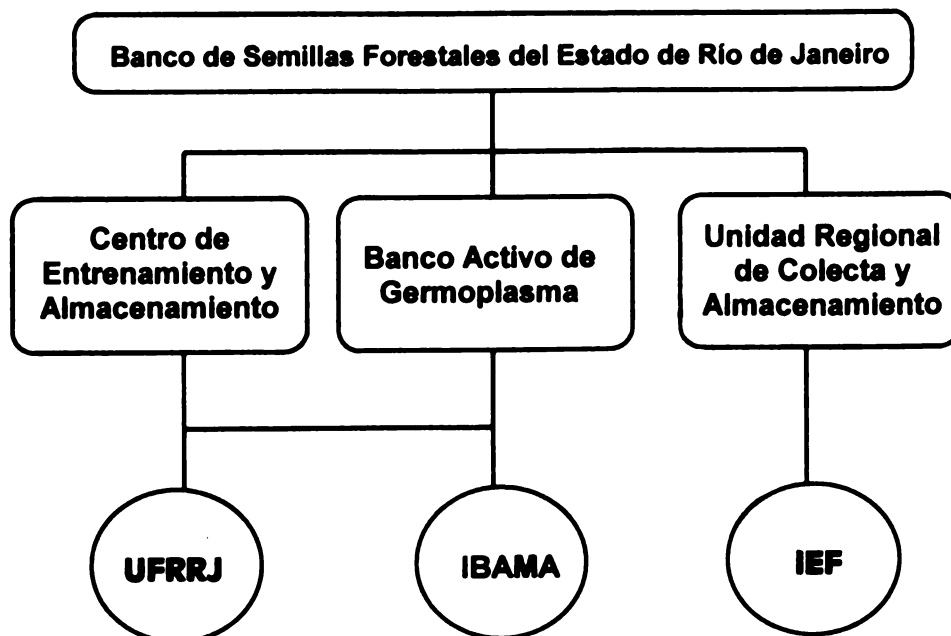 Banco de Semillas Forestales del Estado de Río de Janeiro
Centro de
Entrenamiento y
Almacenamiento
Banco Activo de
Germoplasma
Unidad Regional
de Colecta y
Almacenamiento
UFRRJ
IBAMA
IEF